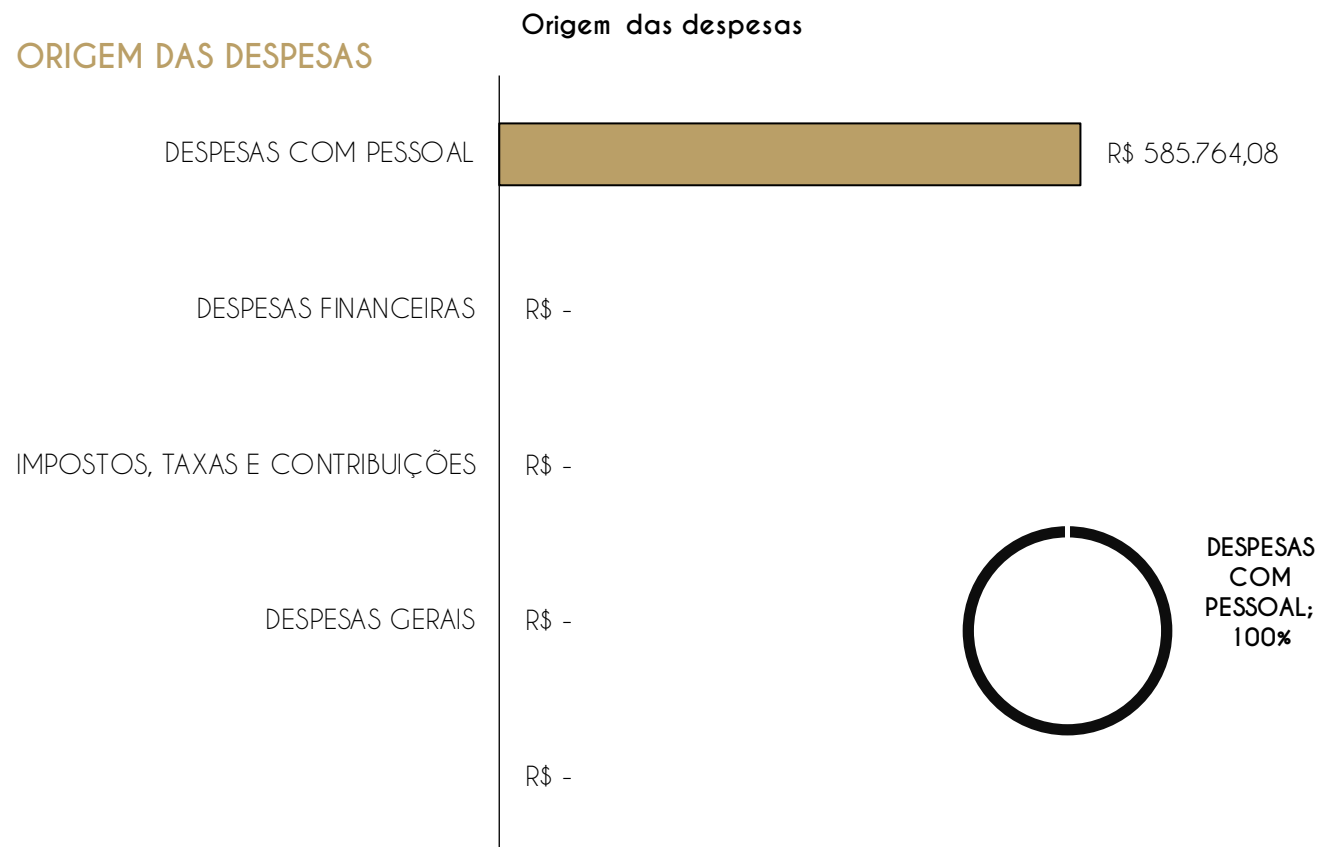 Origem das despesas
ORIGEM DAS DESPESAS
DESPESAS COM PESSOAL R$ 585.764,08
DESPESAS FINANCEIRAS R$ -
IMPOSTOS, TAXAS E CONTRIBUIÇÕES R$ -
DESPESAS GERAIS R$ -
R$ -
DESPESAS
COM
PESSOAL;
100%